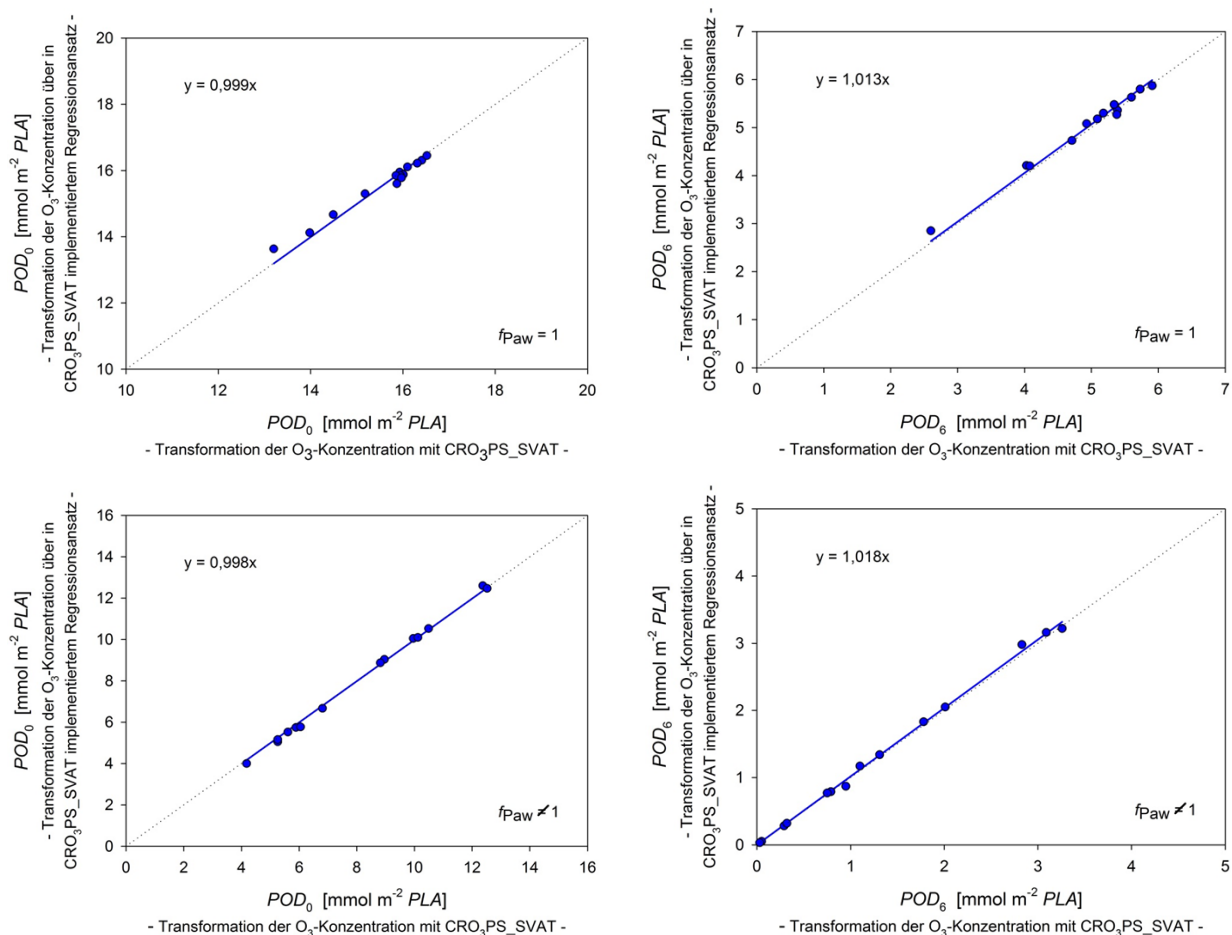 POD₀ [mmol m⁻² PLA]
- Transformation der O₃-Konzentration über in
CRO₃PS_SVAT implementiertem Regressionsansatz -
20
18
16
14
12
10
y = 0,999x
fPaw = 1
10 12 14 16 18 20
POD₀ [mmol m⁻² PLA]
- Transformation der O₃-Konzentration mit CRO₃PS_SVAT -
POD₆ [mmol m⁻² PLA]
- Transformation der O₃-Konzentration über in
CRO₃PS_SVAT implementiertem Regressionsansatz -
7
6
5
4
3
2
1
0
y = 1,013x
fPaw = 1
0 1 2 3 4 5 6 7
POD₆ [mmol m⁻² PLA]
- Transformation der O₃-Konzentration mit CRO₃PS_SVAT -
POD₀ [mmol m⁻² PLA]
- Transformation der O₃-Konzentration über in
CRO₃PS_SVAT implementiertem Regressionsansatz -
16
14
12
10
8
6
4
2
0
y = 0,998x
fPaw ≠ 1
0 2 4 6 8 10 12 14 16
POD₀ [mmol m⁻² PLA]
- Transformation der O₃-Konzentration mit CRO₃PS_SVAT -
POD₆ [mmol m⁻² PLA]
- Transformation der O₃-Konzentration über in
CRO₃PS_SVAT implementiertem Regressionsansatz -
5
4
3
2
1
0
y = 1,018x
fPaw ≠ 1
0 1 2 3 4 5
POD₆ [mmol m⁻² PLA]
- Transformation der O₃-Konzentration mit CRO₃PS_SVAT -